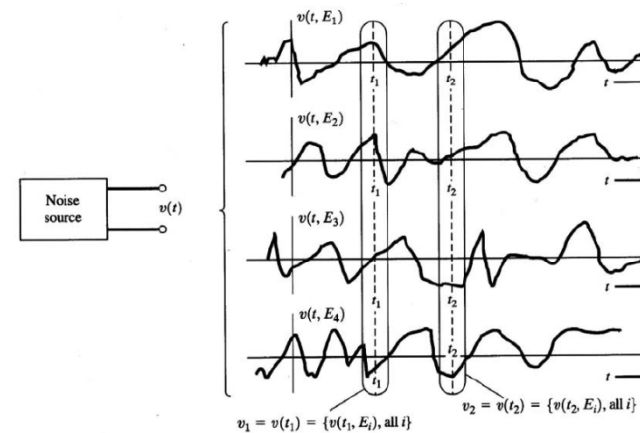 v(t, E₁)
t₁
t₂
t
v(t, E₂)
t₁
t₂
t
Noise
source
v(t)
v(t, E₃)
t₁
t₂
t
v(t, E₄)
t₁
t₂
t
v₁ = v(t₁) = {v(t₁, Eᵢ), all i}
v₂ = v(t₂) = {v(t₂, Eᵢ), all i}